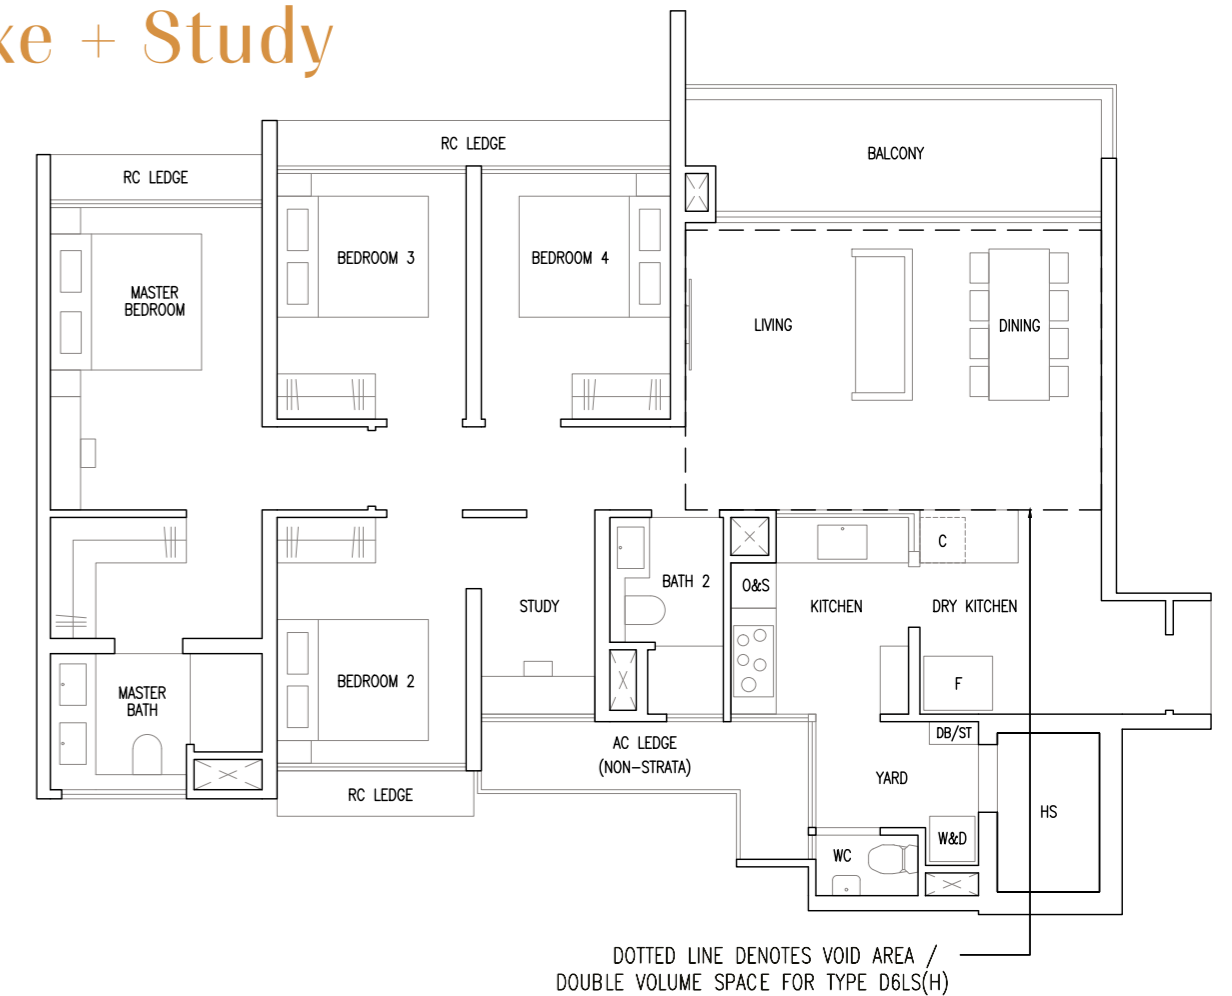 + Study
RC LEDGE
RC LEDGE
BALCONY
BEDROOM 3
BEDROOM 4
MASTER
BEDROOM
LIVING
DINING
C
BATH 2
O&S
STUDY
KITCHEN
DRY KITCHEN
BEDROOM 2
MASTER
BATH
F
AC LEDGE
(NON-STRATA)
DB/ST
YARD
RC LEDGE
HS
W&D
WC
DOTTED LINE DENOTES VOID AREA /
DOUBLE VOLUME SPACE FOR TYPE D6LS(H)